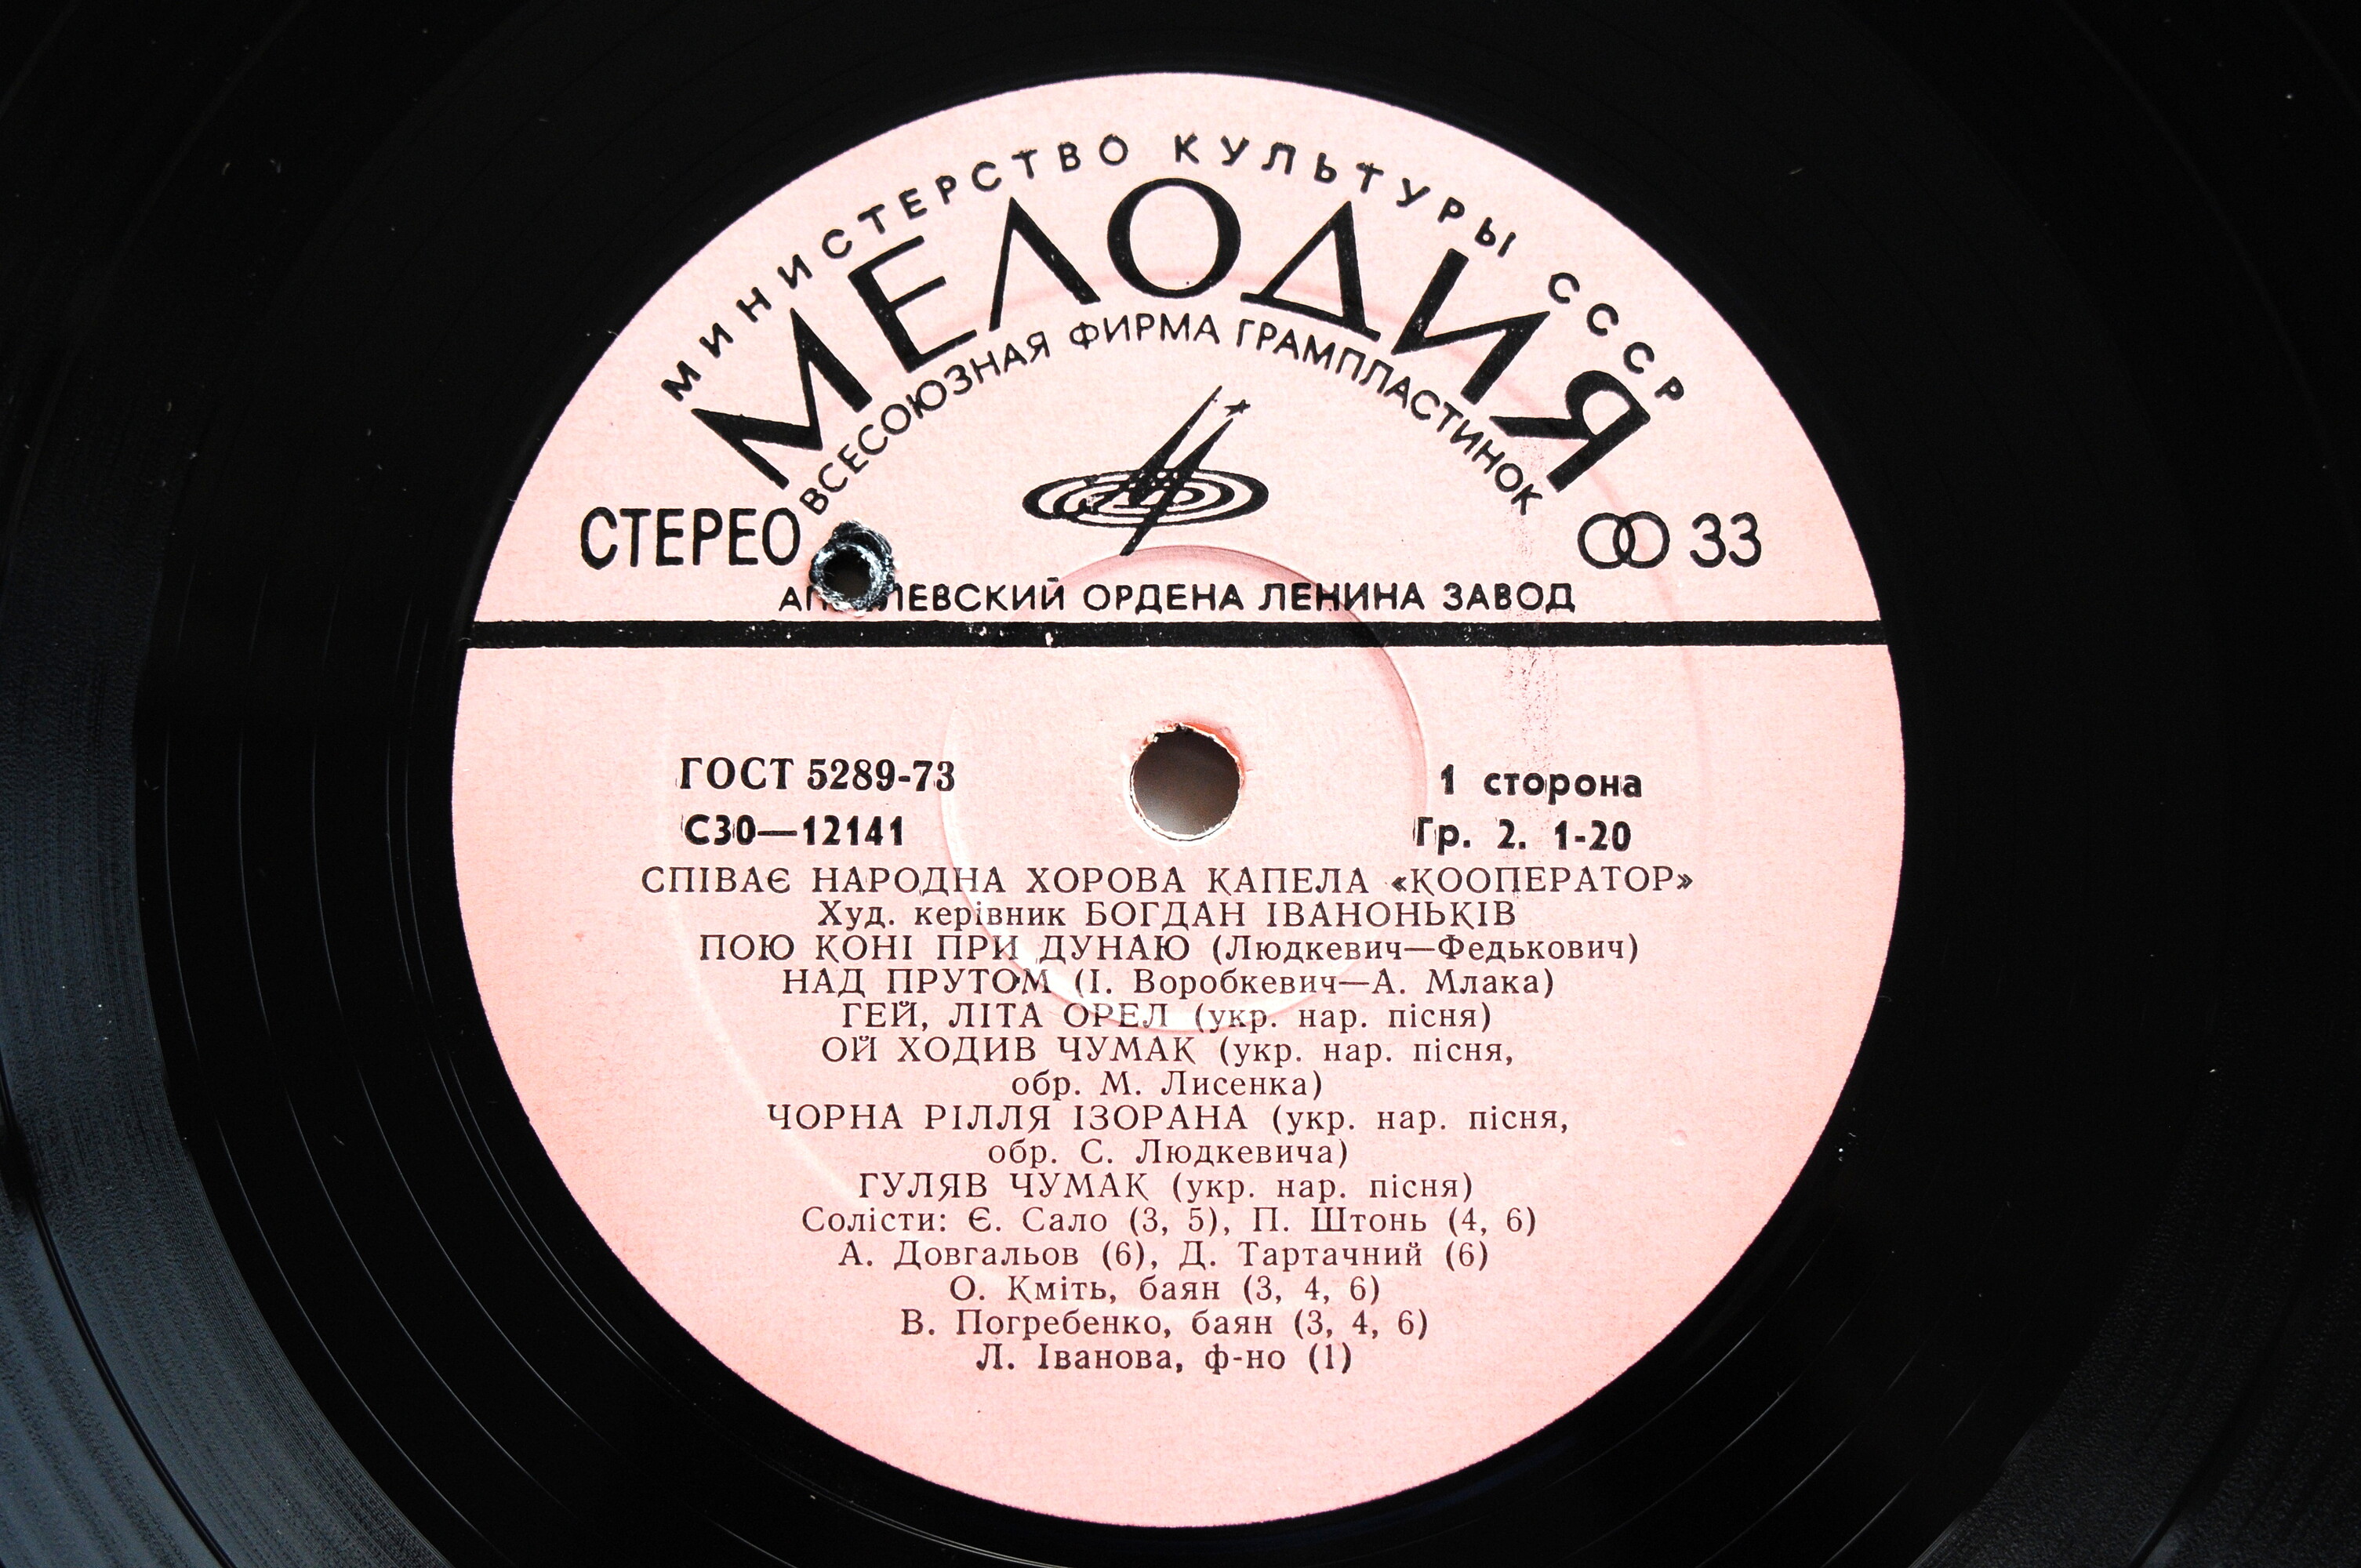 МИНИСТЕРСТВО КУЛЬТУРЫ СССР
МЕЛОДИЯ
ВСЕСОЮЗНАЯ ФИРМА ГРАМПЛАСТИНОК
СТЕРЕО
33
ОРДЕНА ЛЕНИНА ЗАВОД
ГОСТ 5289-73
1 сторона
С30—12141
Гр. 2. 1-20
СПІВАЄ НАРОДНА ХОРОВА КАПЕЛА «КООПЕРАТОР»
Худ. керівник БОГДАН ІВАНОНЬКІВ
ПОЮ КОНІ ПРИ ДУНАЮ (Людкевич—Федькович)
НАД ПРУТОМ (І. Воробкевич—А. Млака)
ГЕЙ, ЛІТА ОРЕЛ (укр. нар. пісня)
ОЙ ХОДИВ ЧУМАК (укр. нар. пісня,
обр. М. Лисенка)
ЧОРНА РІЛЛЯ ІЗОРАНА (укр. нар. пісня,
обр. С. Людкевича)
ГУЛЯВ ЧУМАК (укр. нар. пісня)
Солісти: Є. Сало (3, 5), П. Штонь (4, 6)
А. Довгальов (6), Д. Тартачний (6)
О. Кміть, баян (3, 4, 6)
В. Погребенко, баян (3, 4, 6)
Л. Іванова, ф-но (1)